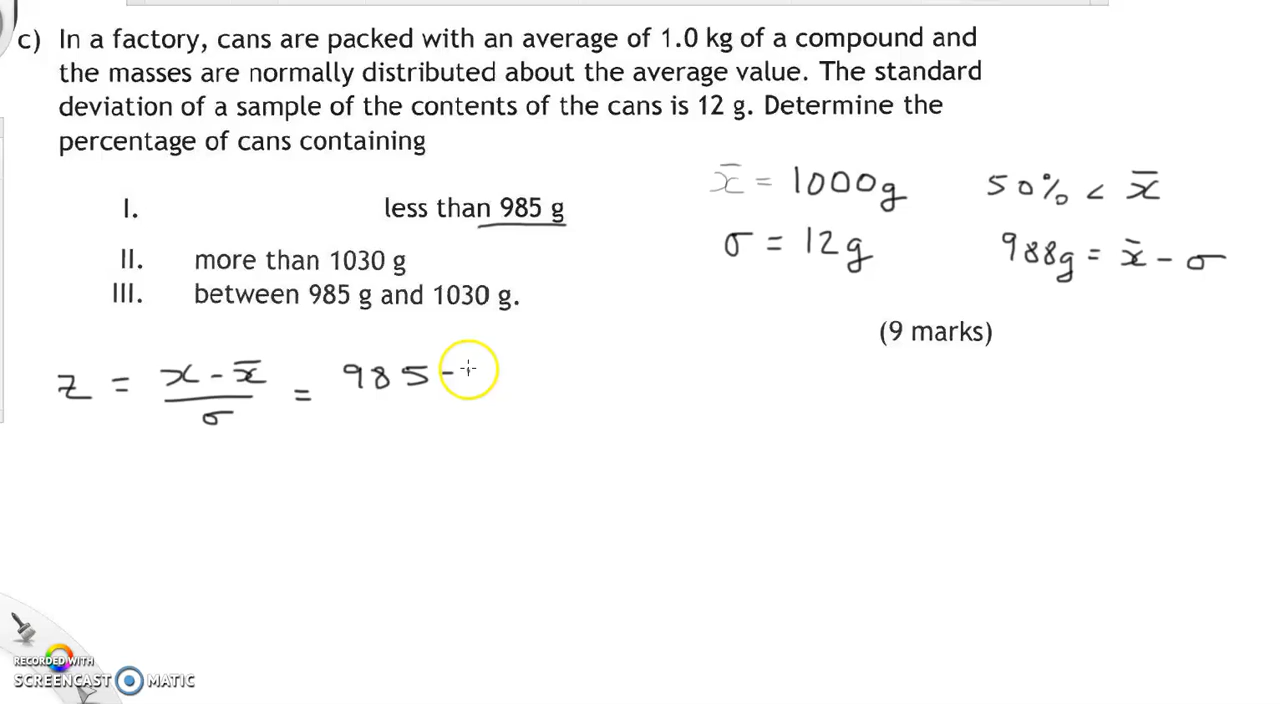 c) In a factory, cans are packed with an average of 1.0 kg of a compound and
the masses are normally distributed about the average value. The standard
deviation of a sample of the contents of the cans is 12 g. Determine the
percentage of cans containing
x̄ = 1000g 50% < x̄
I. less than 985 g
σ = 12g 988g = x̄ - σ
II. more than 1030 g
III. between 985 g and 1030 g.
(9 marks)
z = (x - x̄)/σ = 985 -
RECORDED WITH
SCREENCAST MATIC